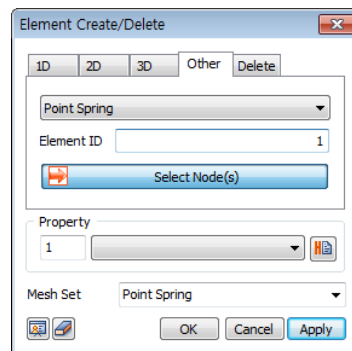 Element Create/Delete
1D 2D 3D Other Delete
Point Spring
Element ID 1
Select Node(s)
Property
1
Mesh Set Point Spring
OK Cancel Apply